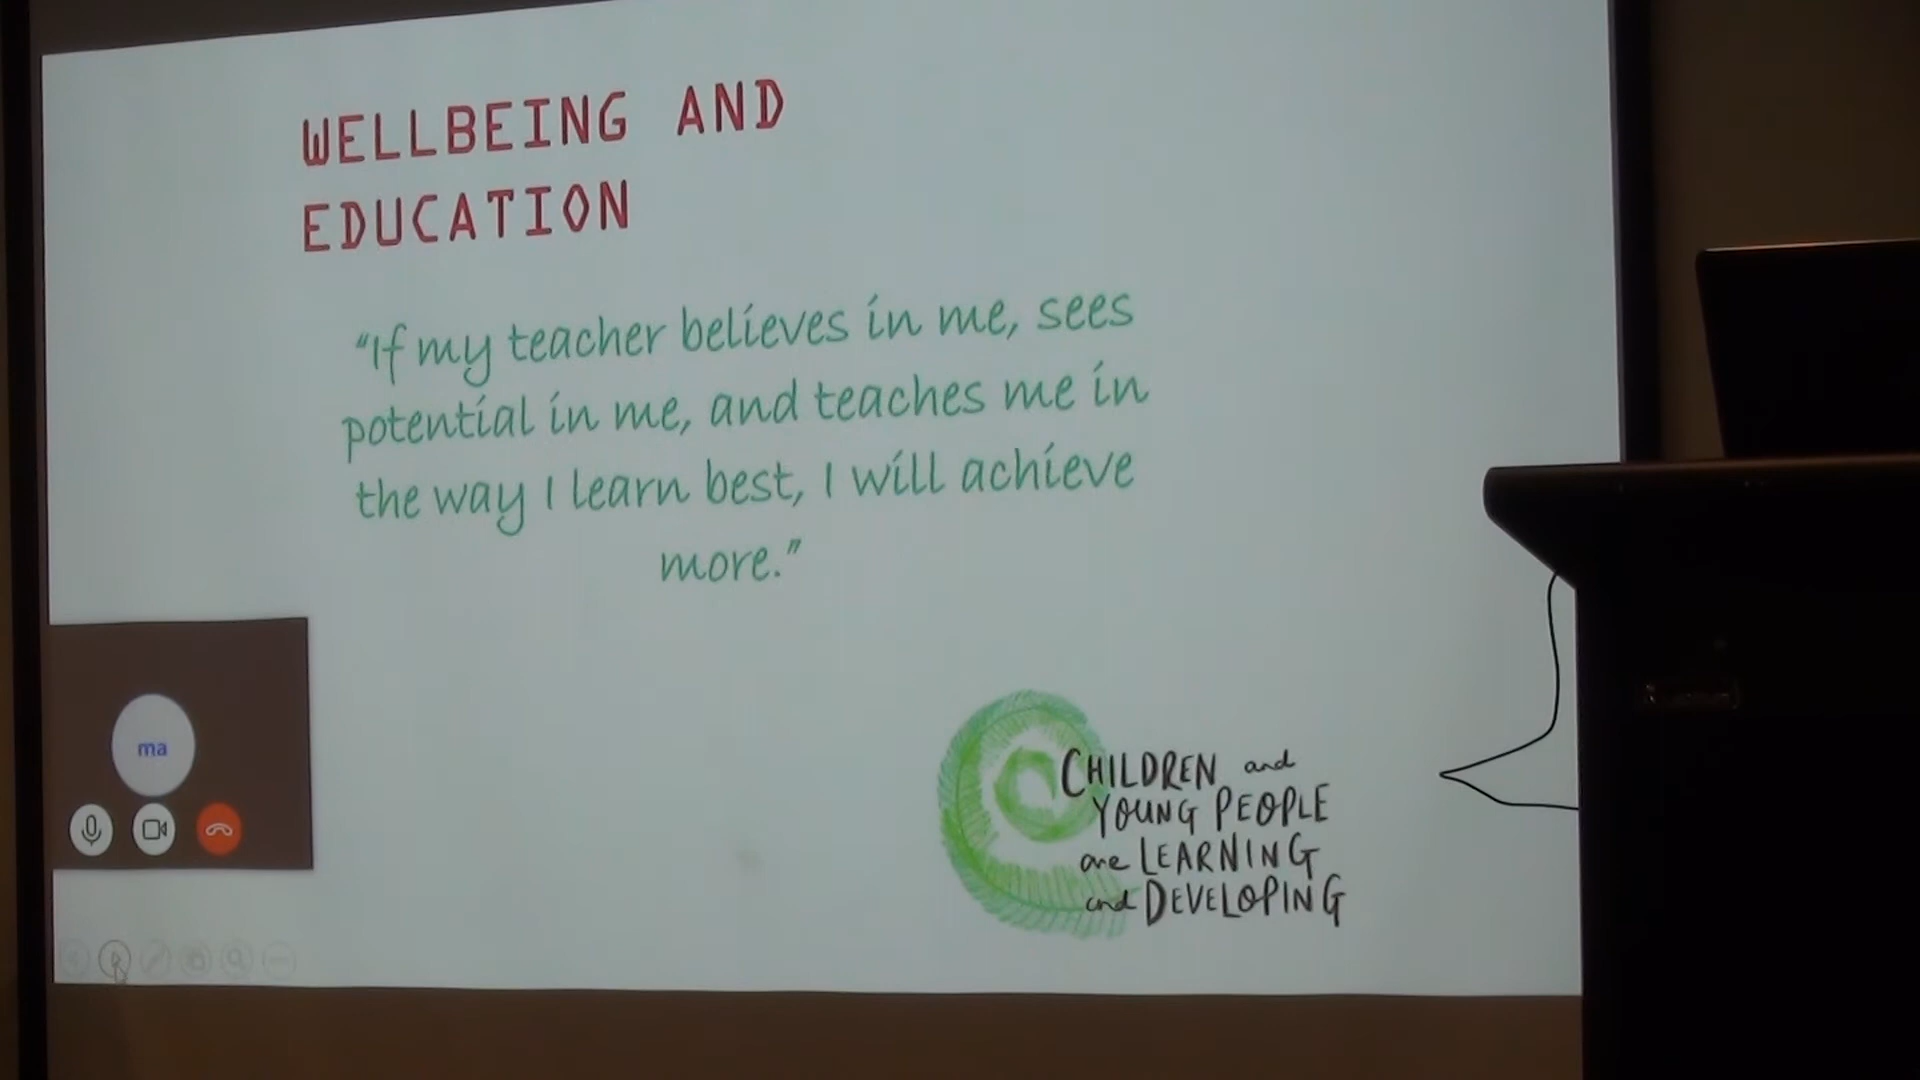 WELLBEING AND
EDUCATION
“If my teacher believes in me, sees
potential in me, and teaches me in
the way I learn best, I will achieve
more.”
ma
CHILDREN and
YOUNG PEOPLE
are LEARNING
and DEVELOPING